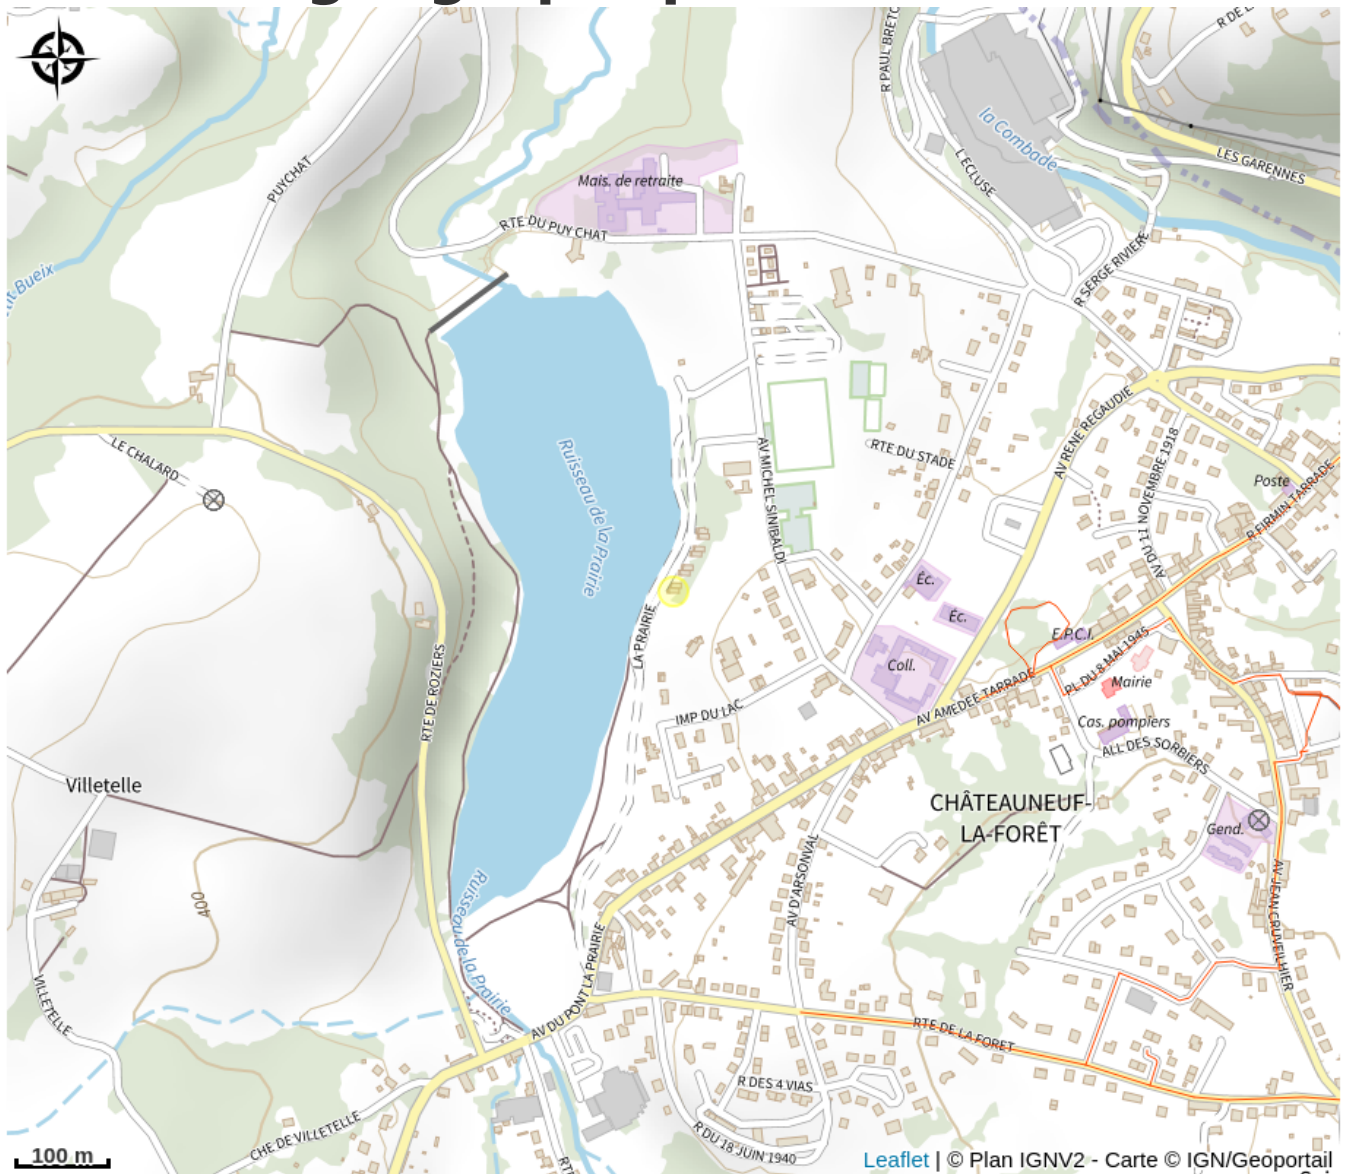 R PAUL BRETO
R DE L
la Combade
LES GARENNES
L'ECLUSE
PUYCHAT
Mais. de retraite
RTE DU PUY CHAT
R SERGE RIVIERE
Bueix
LE CHALARD
Ruisseau de la Prairie
AV MICHEL SINIBALDI
RTE DU STADE
AV RENE REGAUDIE
AV DU 11 NOVEMBRE 1918
Poste
R FIRMIN TARRADE
Éc.
Éc.
E.P.C.I.
PL DU 8 MAI 1945
Mairie
Coll.
LA PRAIRIE
RTE DE ROZIERS
IMP DU LAC
AV AMEDEE TARRADE
Cas. pompiers
ALL DES SORBIERS
Villetelle
CHÂTEAUNEUF-
LA-FORÊT
Gend.
400
AV D'ARSONVAL
AV JEAN CRUVEILHIER
Ruisseau de la Prairie
AV DU PONT LA PRAIRIE
VILLETELLE
RTE DE LA FORET
R DES 4 VIAS
CHE DE VILLETELLE
R DU 18 JUIN 1940
RTE
100 m
Leaflet | © Plan IGNV2 - Carte © IGN/Geoportail